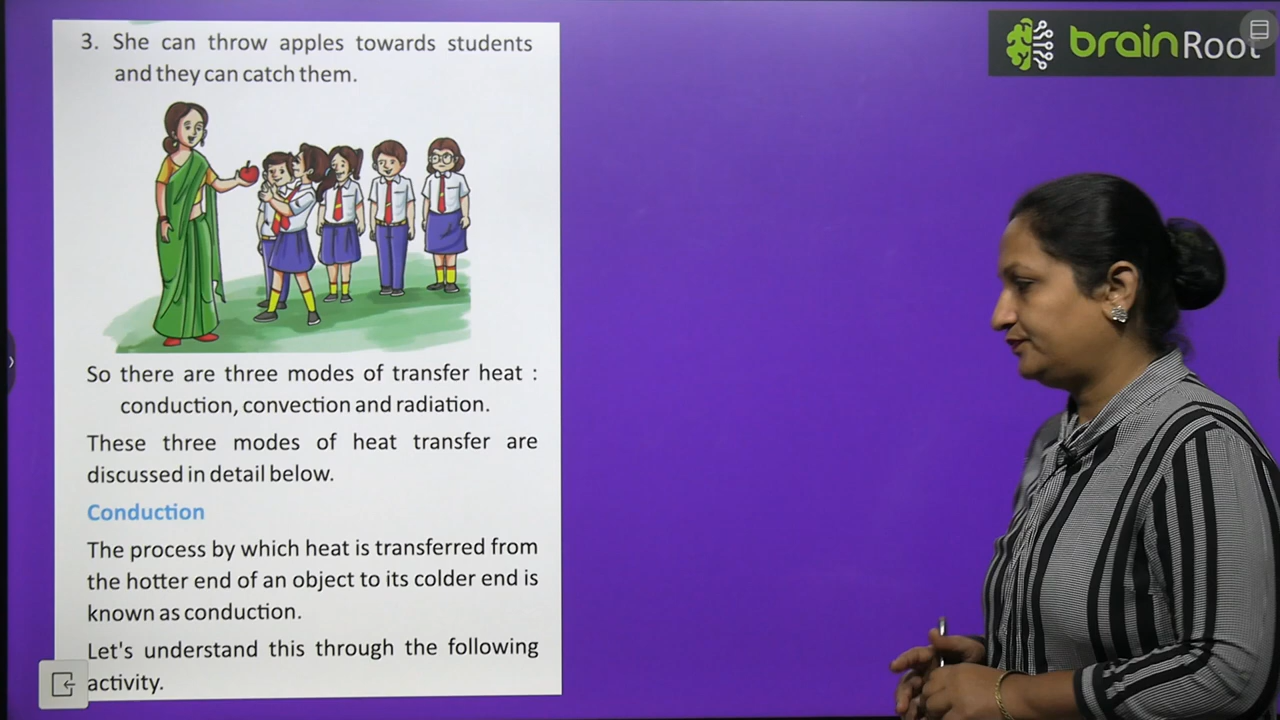 3. She can throw apples towards students
and they can catch them.
So there are three modes of transfer heat :
conduction, convection and radiation.
These three modes of heat transfer are
discussed in detail below.
Conduction
The process by which heat is transferred from
the hotter end of an object to its colder end is
known as conduction.
Let's understand this through the following
activity.
brainRoot